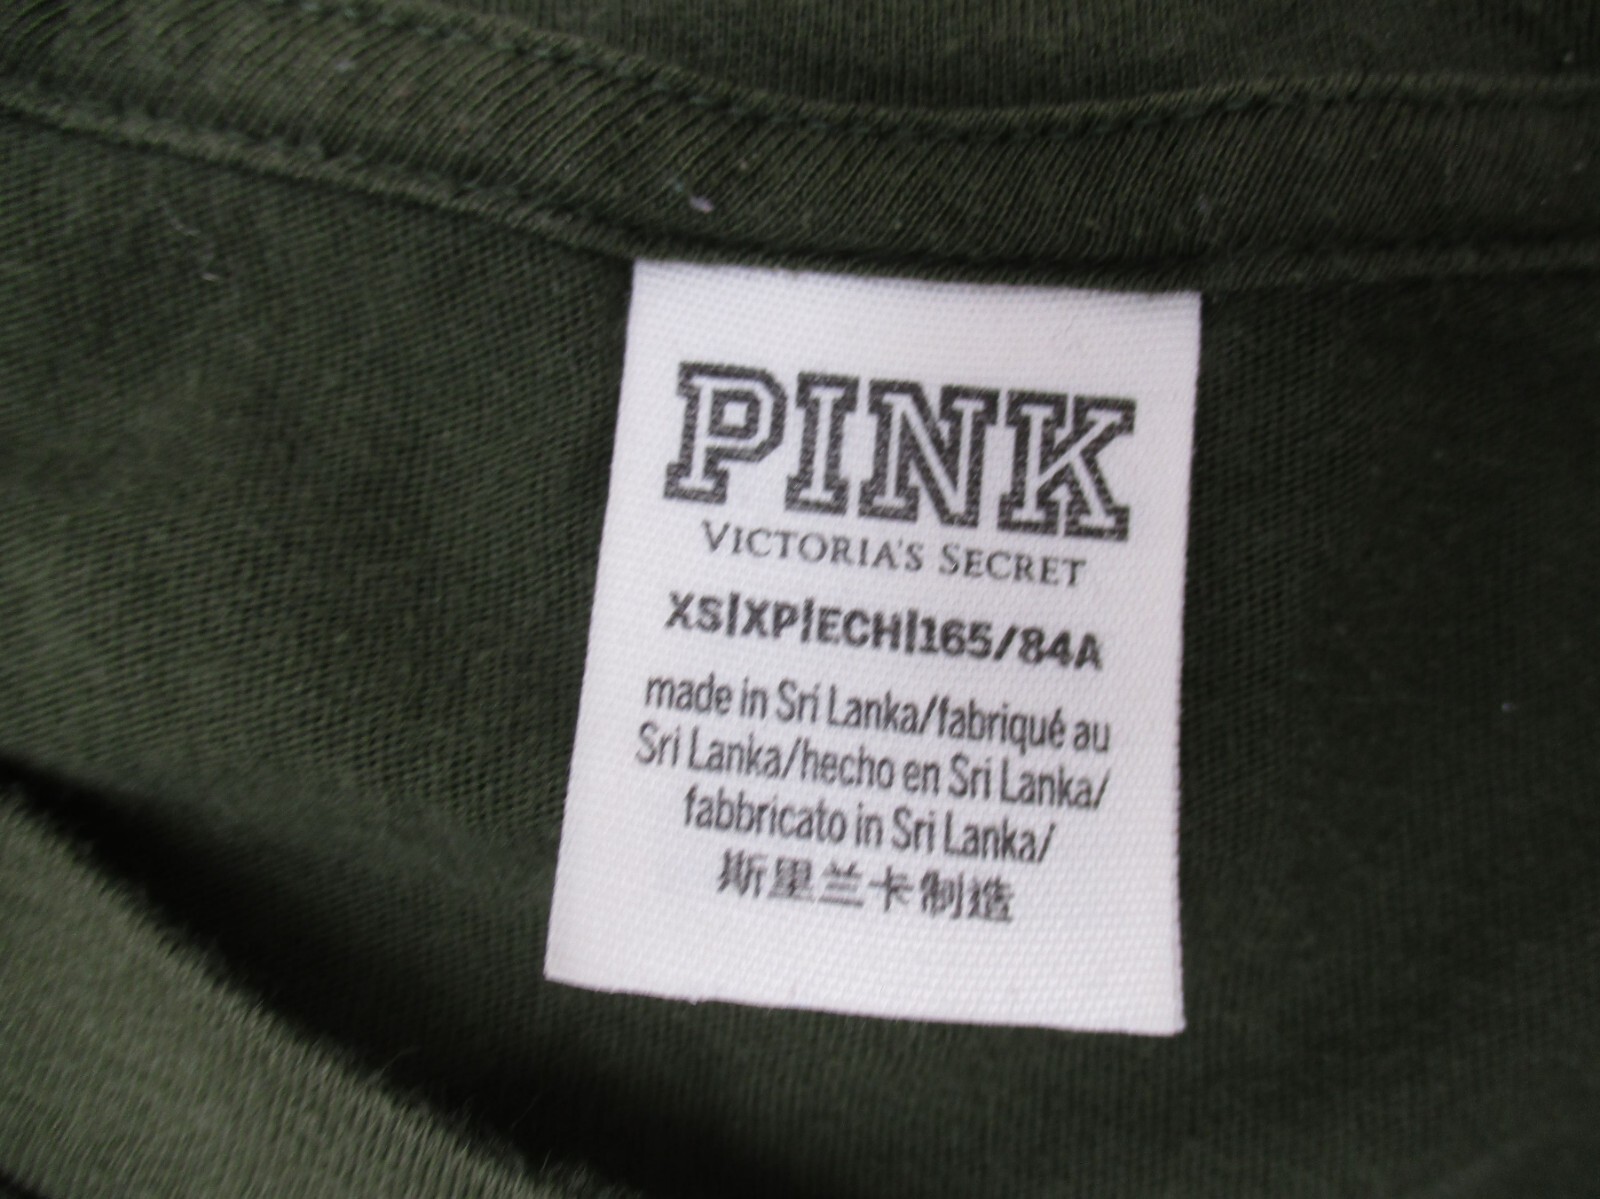 PINK
VICTORIA'S SECRET
XS|XP|ECH|165/84A
made in Sri Lanka/fabriqué au
Sri Lanka/hecho en Sri Lanka/
fabbricato in Sri Lanka/
斯里兰卡制造